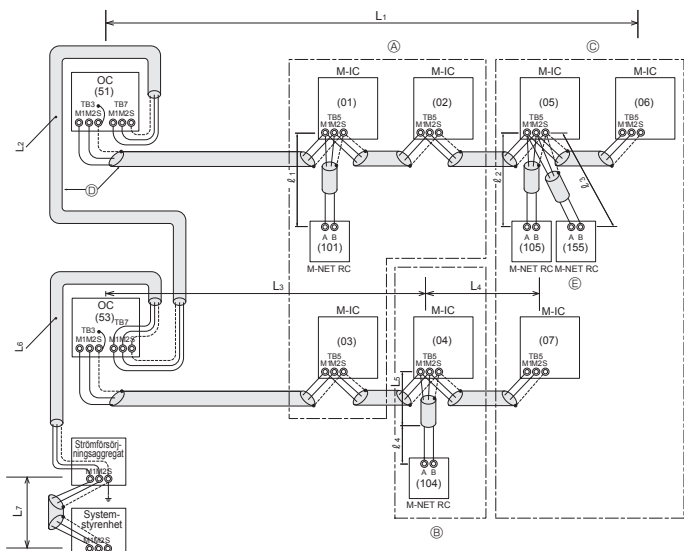 L1
Ⓐ
Ⓒ
M-IC
M-IC
M-IC
M-IC
OC
(51)
TB3
TB7
M1M2S
M1M2S
(01)
TB5
M1M2S
(02)
TB5
M1M2S
(05)
TB5
M1M2S
(06)
TB5
M1M2S
L2
Ⓓ
ℓ1
ℓ2
ℓ3
A B
(101)
M-NET RC
A B
(105)
M-NET RC
A B
(155)
M-NET RC
Ⓔ
L3
L4
OC
(53)
TB3
TB7
M1M2S
M1M2S
M-IC
M-IC
M-IC
(03)
TB5
M1M2S
(04)
TB5
M1M2S
(07)
TB5
M1M2S
L6
L5
ℓ4
A B
(104)
M-NET RC
Ⓑ
Strömförsörj-
ningsaggregat
M1M2S
L7
System-
styrenhet
M1M2S